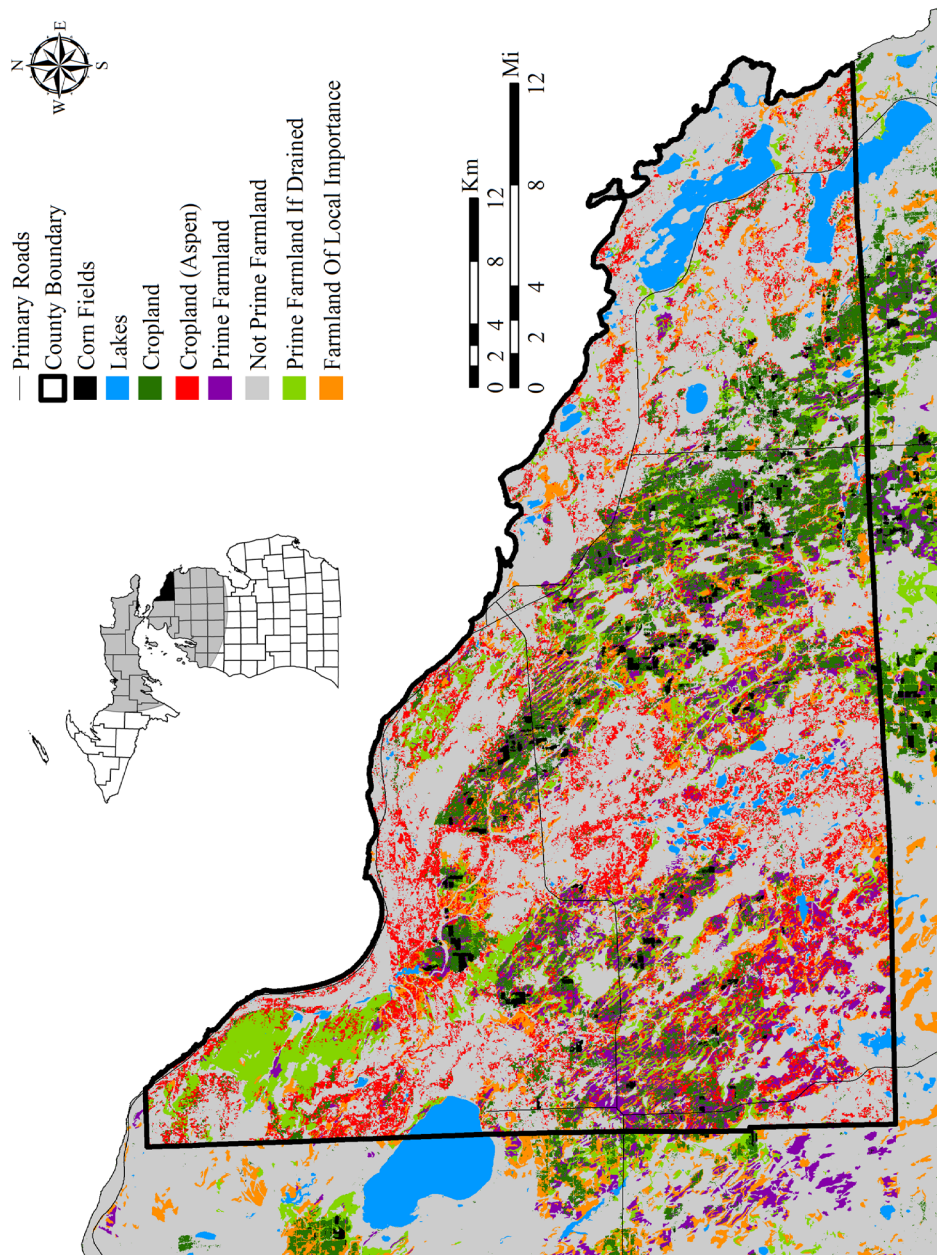 N
W
E
S
Primary Roads
County Boundary
Corn Fields
Lakes
Cropland
Cropland (Aspen)
Prime Farmland
Not Prime Farmland
Prime Farmland If Drained
Farmland Of Local Importance
0 2 4 8 12 Km
0 2 4 8 12 Mi